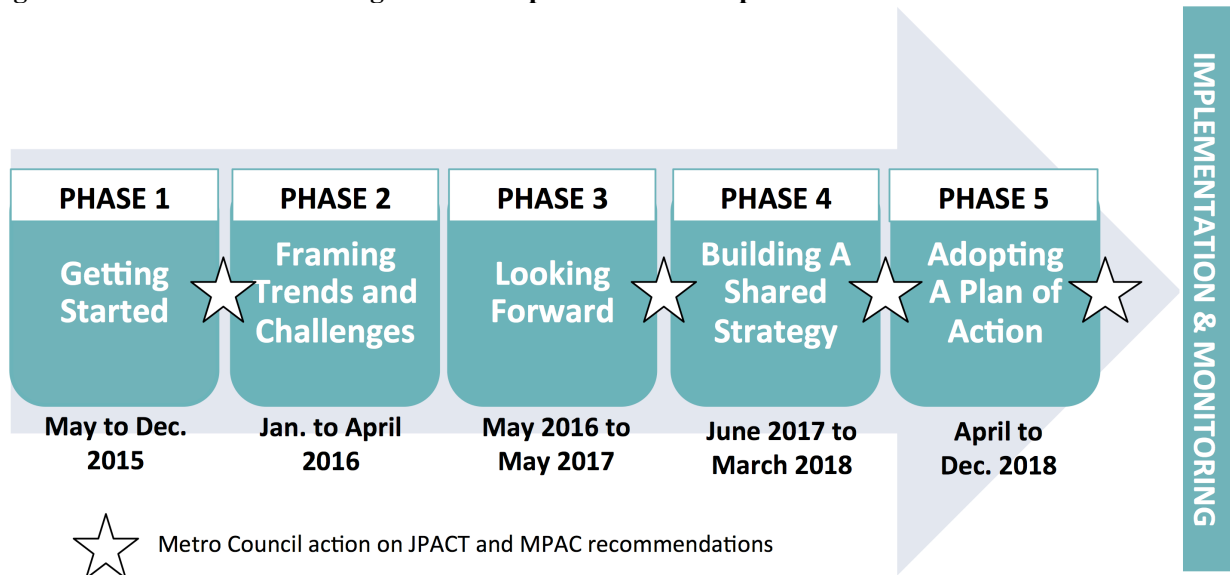 PHASE 1
Getting
Started
May to Dec.
2015
PHASE 2
Framing
Trends and
Challenges
Jan. to April
2016
PHASE 3
Looking
Forward
May 2016 to
May 2017
PHASE 4
Building A
Shared
Strategy
June 2017 to
March 2018
PHASE 5
Adopting
A Plan of
Action
April to
Dec. 2018
IMPLEMENTATION & MONITORING
Metro Council action on JPACT and MPAC recommendations